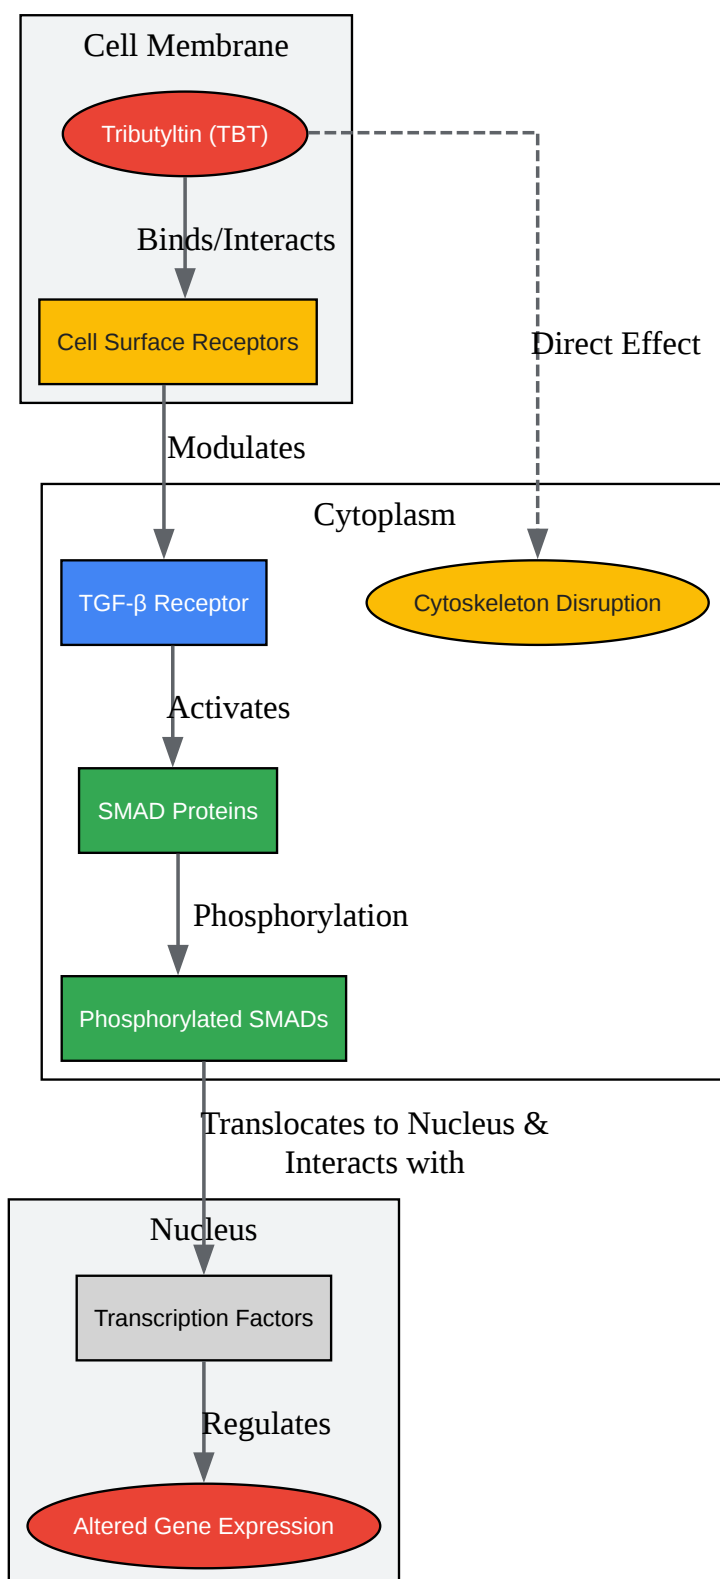 Cell Membrane
Tributyltin (TBT)
Binds/Interacts
Cell Surface Receptors
Direct Effect
Modulates
Cytoplasm
TGF-β Receptor
Cytoskeleton Disruption
Activates
SMAD Proteins
Phosphorylation
Phosphorylated SMADs
Translocates to Nucleus &
Interacts with
Nucleus
Transcription Factors
Regulates
Altered Gene Expression